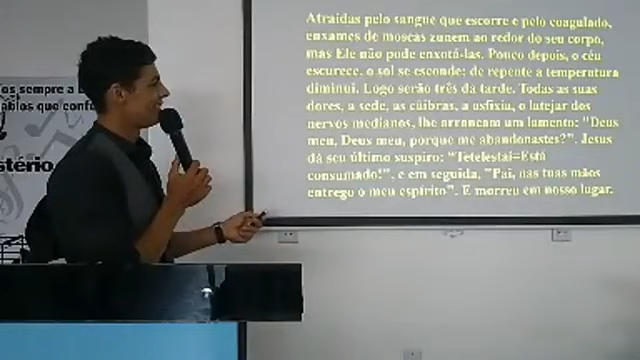 Atraídas pelo sangue que escorre e pelo coagulado,
enxames de moscas zunem ao redor do seu corpo,
mas Ele não pode enxotá-las. Pouco depois, o céu
escurece, o sol se esconde: de repente a temperatura
diminui. Logo serão três da tarde. Todas as suas
dores, a sede, as cãibras, a asfixia, o latejar dos
nervos medianos, lhe arrancam um lamento: "Deus
meu, Deus meu, porque me abandonastes?". Jesus
dá seu último suspiro: "Tetelestai=Está
consumado!". e em seguida, "Pai, nas tuas mãos
entrego o meu espírito". E morreu em nosso lugar.
os sempre a
ablos que
stério